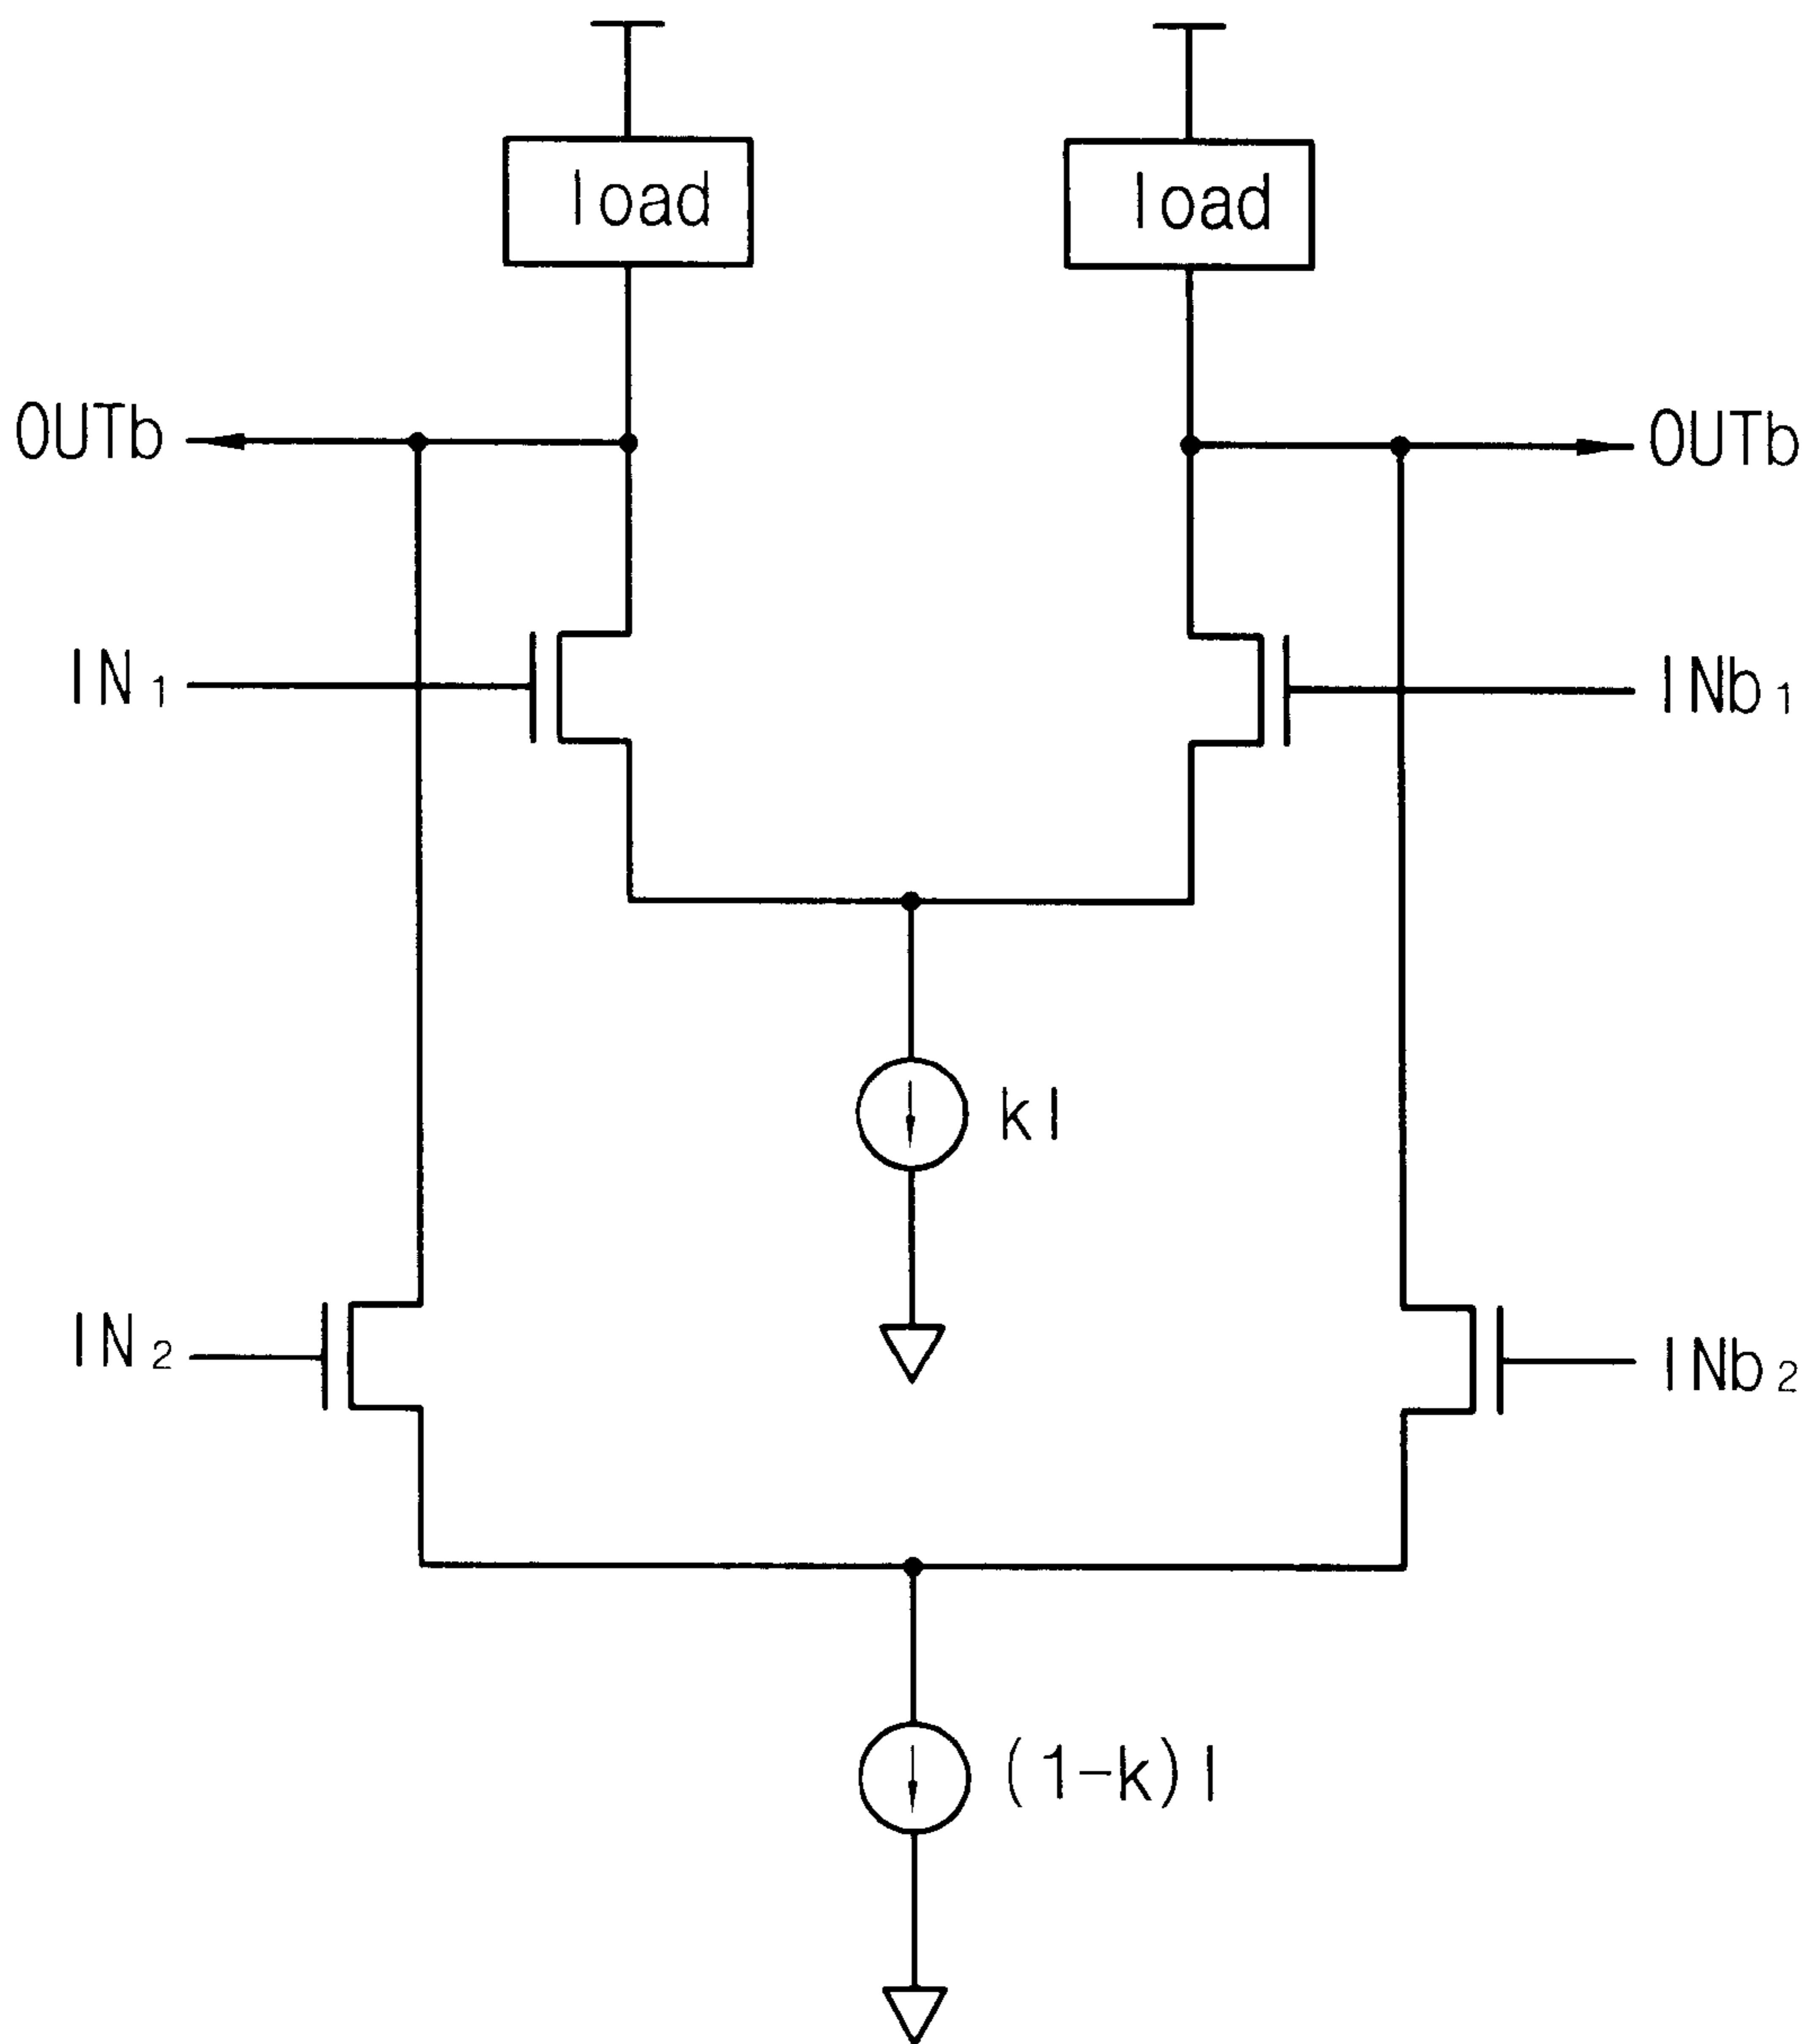 load
load
OUTb
OUTb
IN₁
INb₁
kI
IN₂
INb₂
(1-k)I